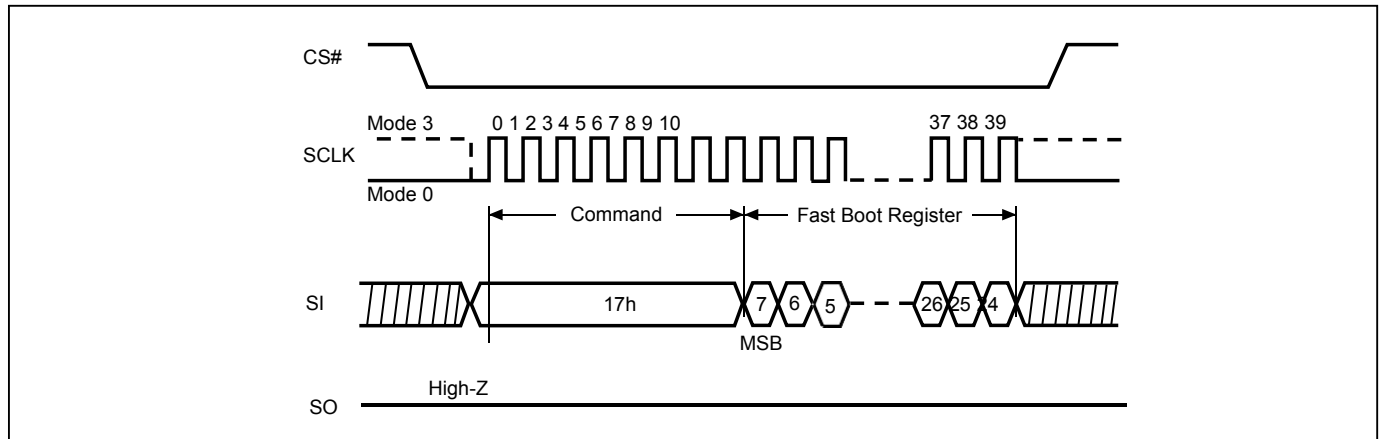 CS#
Mode 3
0 1 2 3 4 5 6 7 8 9 10
37 38 39
SCLK
Mode 0
Command
Fast Boot Register
SI
17h
7
6
5
26
25
24
MSB
High-Z
SO